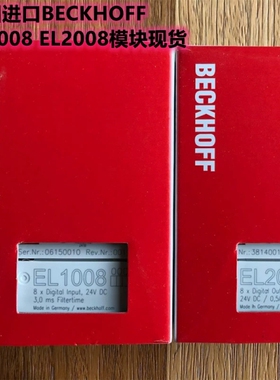 进口BECKHOFF
008 EL2008模块现货
BECKHOFF
Ser.Nr.: 06150010 Rev.Nr.:
EL1008
8 x Digital Input, 24V DC
3,0 ms Filtertime
Made in Germany / www.beckhoff.com
Ser.Nr.: 3814001
EL20
8 x Digital Out
24V DC / 0,5
Made in Germany /